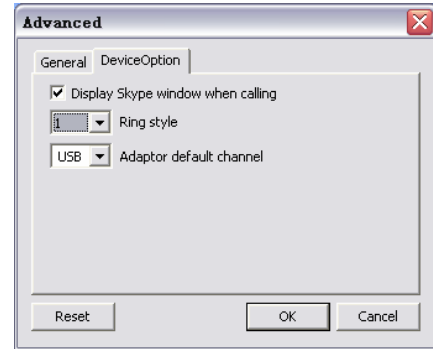 Advanced
General DeviceOption
Display Skype window when calling
1 Ring style
USB Adaptor default channel
Reset OK Cancel